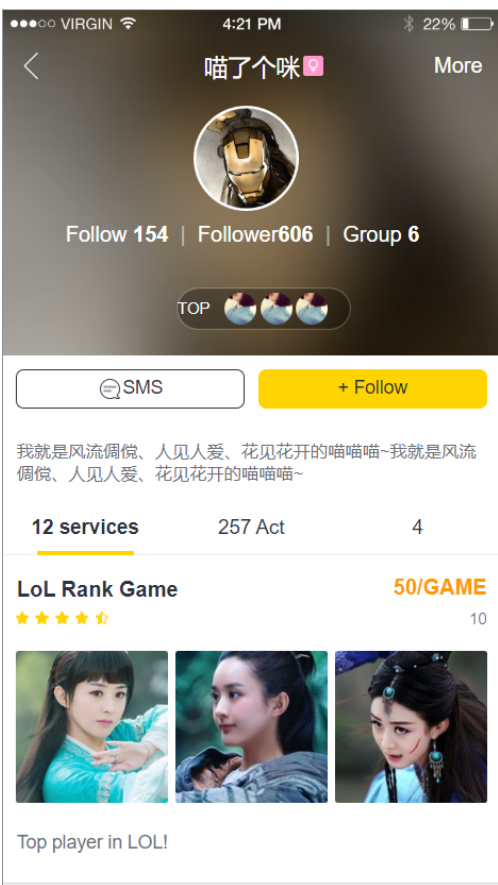 VIRGIN 4:21 PM 22%
喵了个咪 More
Follow 154 | Follower606 | Group 6
TOP
SMS + Follow
我就是风流倜傥、人见人爱、花见花开的喵喵喵~我就是风流
倜傥、人见人爱、花见花开的喵喵喵~
12 services 257 Act 4
LoL Rank Game 50/GAME
10
Top player in LOL!